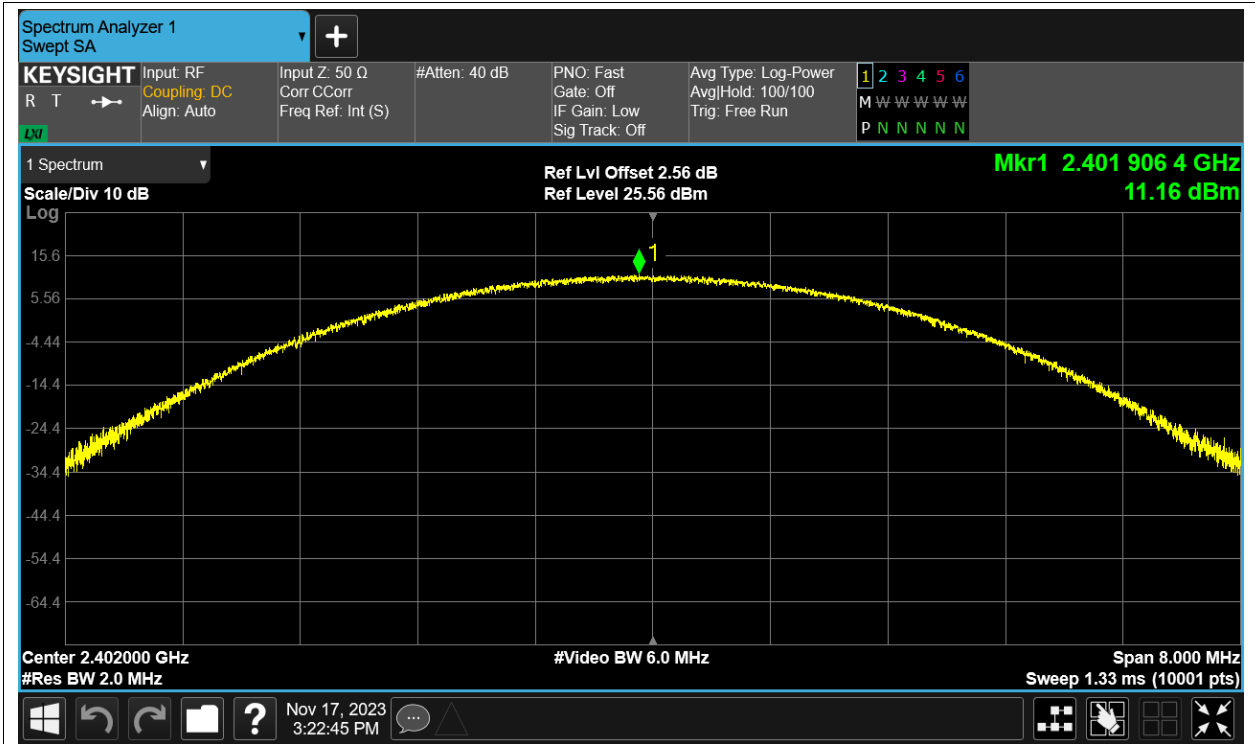 Spectrum Analyzer 1
Swept SA
KEYSIGHT
R T
LXI
Input: RF
Coupling: DC
Align: Auto
Input Z: 50 Ω
Corr CCorr
Freq Ref: Int (S)
#Atten: 40 dB
PNO: Fast
Gate: Off
IF Gain: Low
Sig Track: Off
Avg Type: Log-Power
Avg|Hold: 100/100
Trig: Free Run
1 2 3 4 5 6
M W W W W W
P N N N N N
1 Spectrum
Scale/Div 10 dB
Log
Ref Lvl Offset 2.56 dB
Ref Level 25.56 dBm
Mkr1 2.401 906 4 GHz
11.16 dBm
1
15.6
5.56
-4.44
-14.4
-24.4
-34.4
-44.4
-54.4
-64.4
Center 2.402000 GHz
#Res BW 2.0 MHz
#Video BW 6.0 MHz
Span 8.000 MHz
Sweep 1.33 ms (10001 pts)
?
Nov 17, 2023
3:22:45 PM